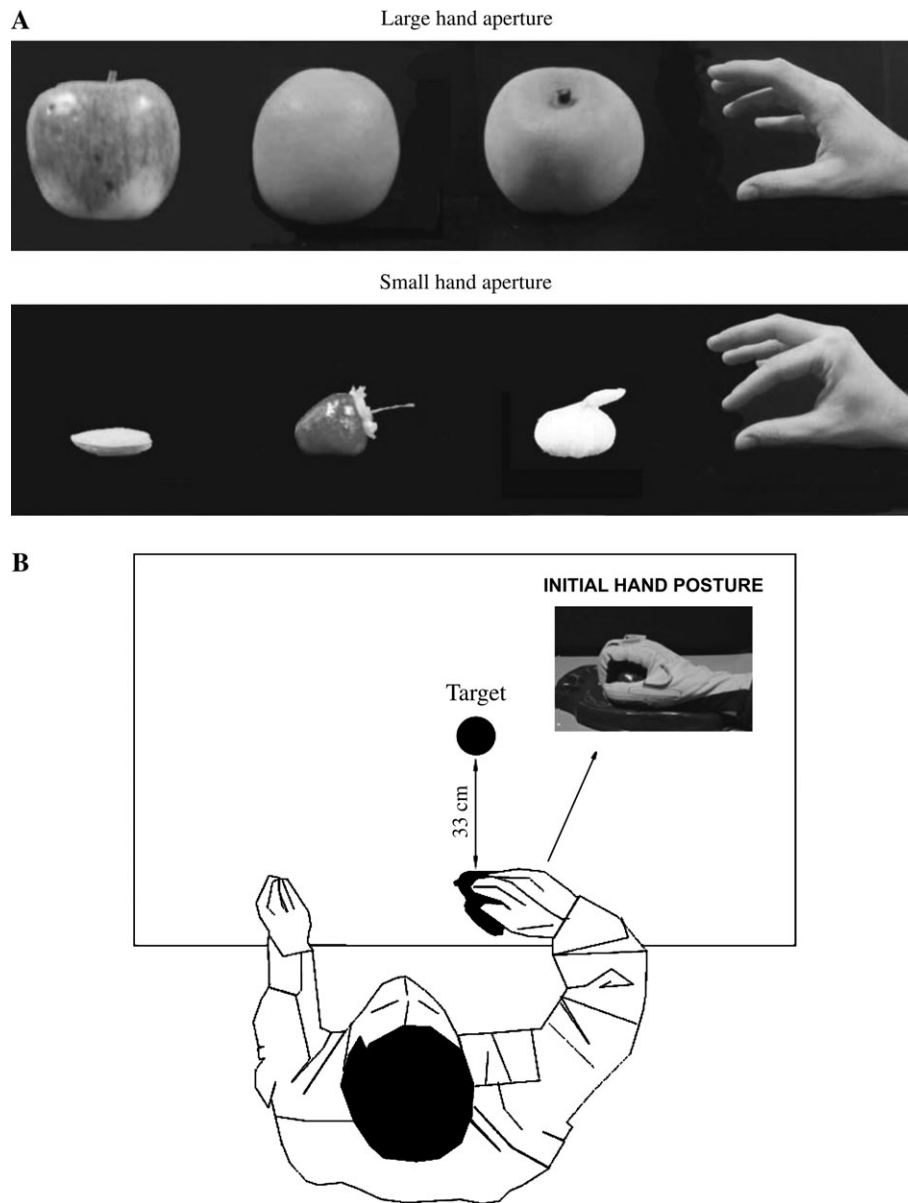 A
Large hand aperture
Small hand aperture
B
INITIAL HAND POSTURE
Target
33 cm